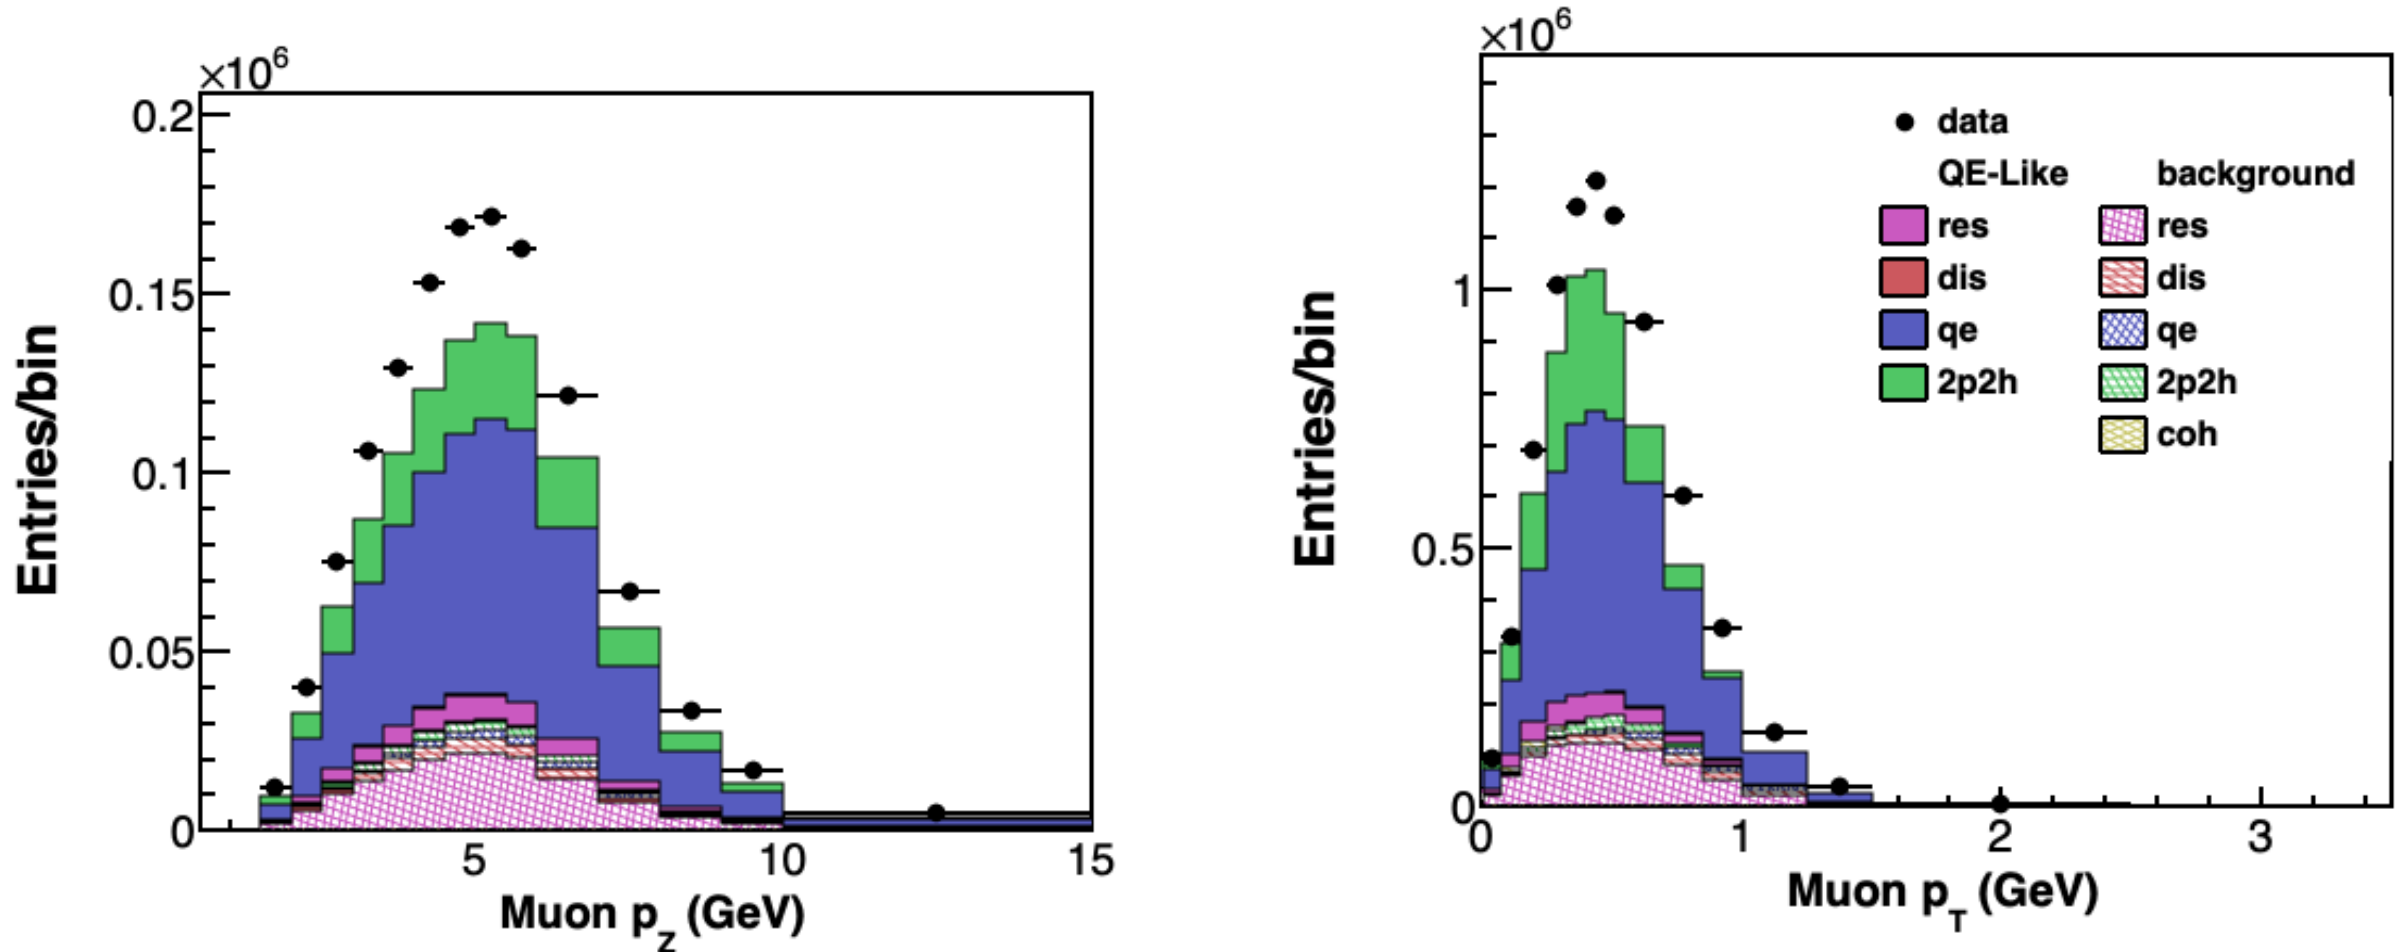 ×10⁶
0.2
0.15
0.1
0.05
0
5
10
15
Entries/bin
Muon p_Z (GeV)
×10⁶
1
0.5
0
0
1
2
3
Entries/bin
Muon p_T (GeV)
data
QE-Like background
res res
dis dis
qe qe
2p2h 2p2h
coh